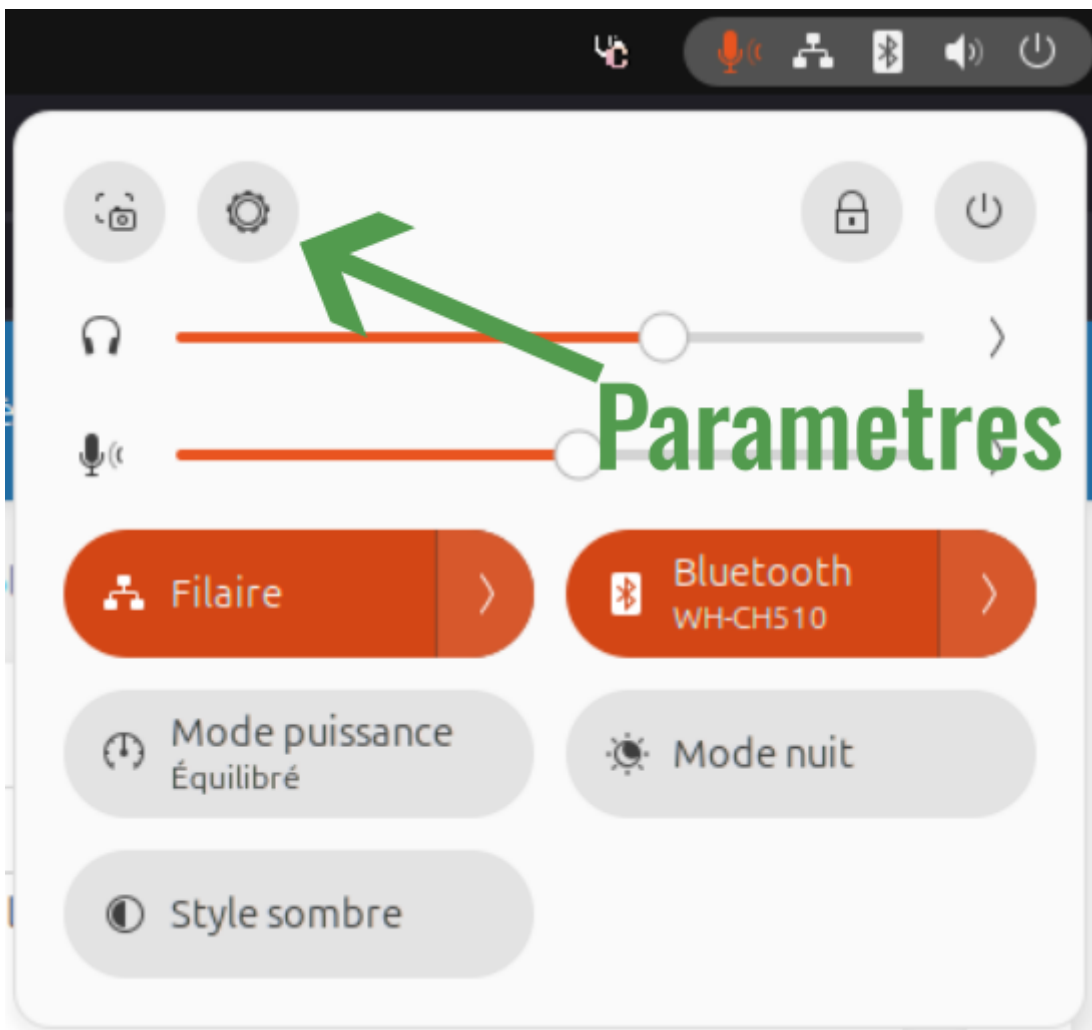 Parametres
Filaire
Bluetooth
WH-CH510
Mode puissance
Équilibré
Mode nuit
Style sombre